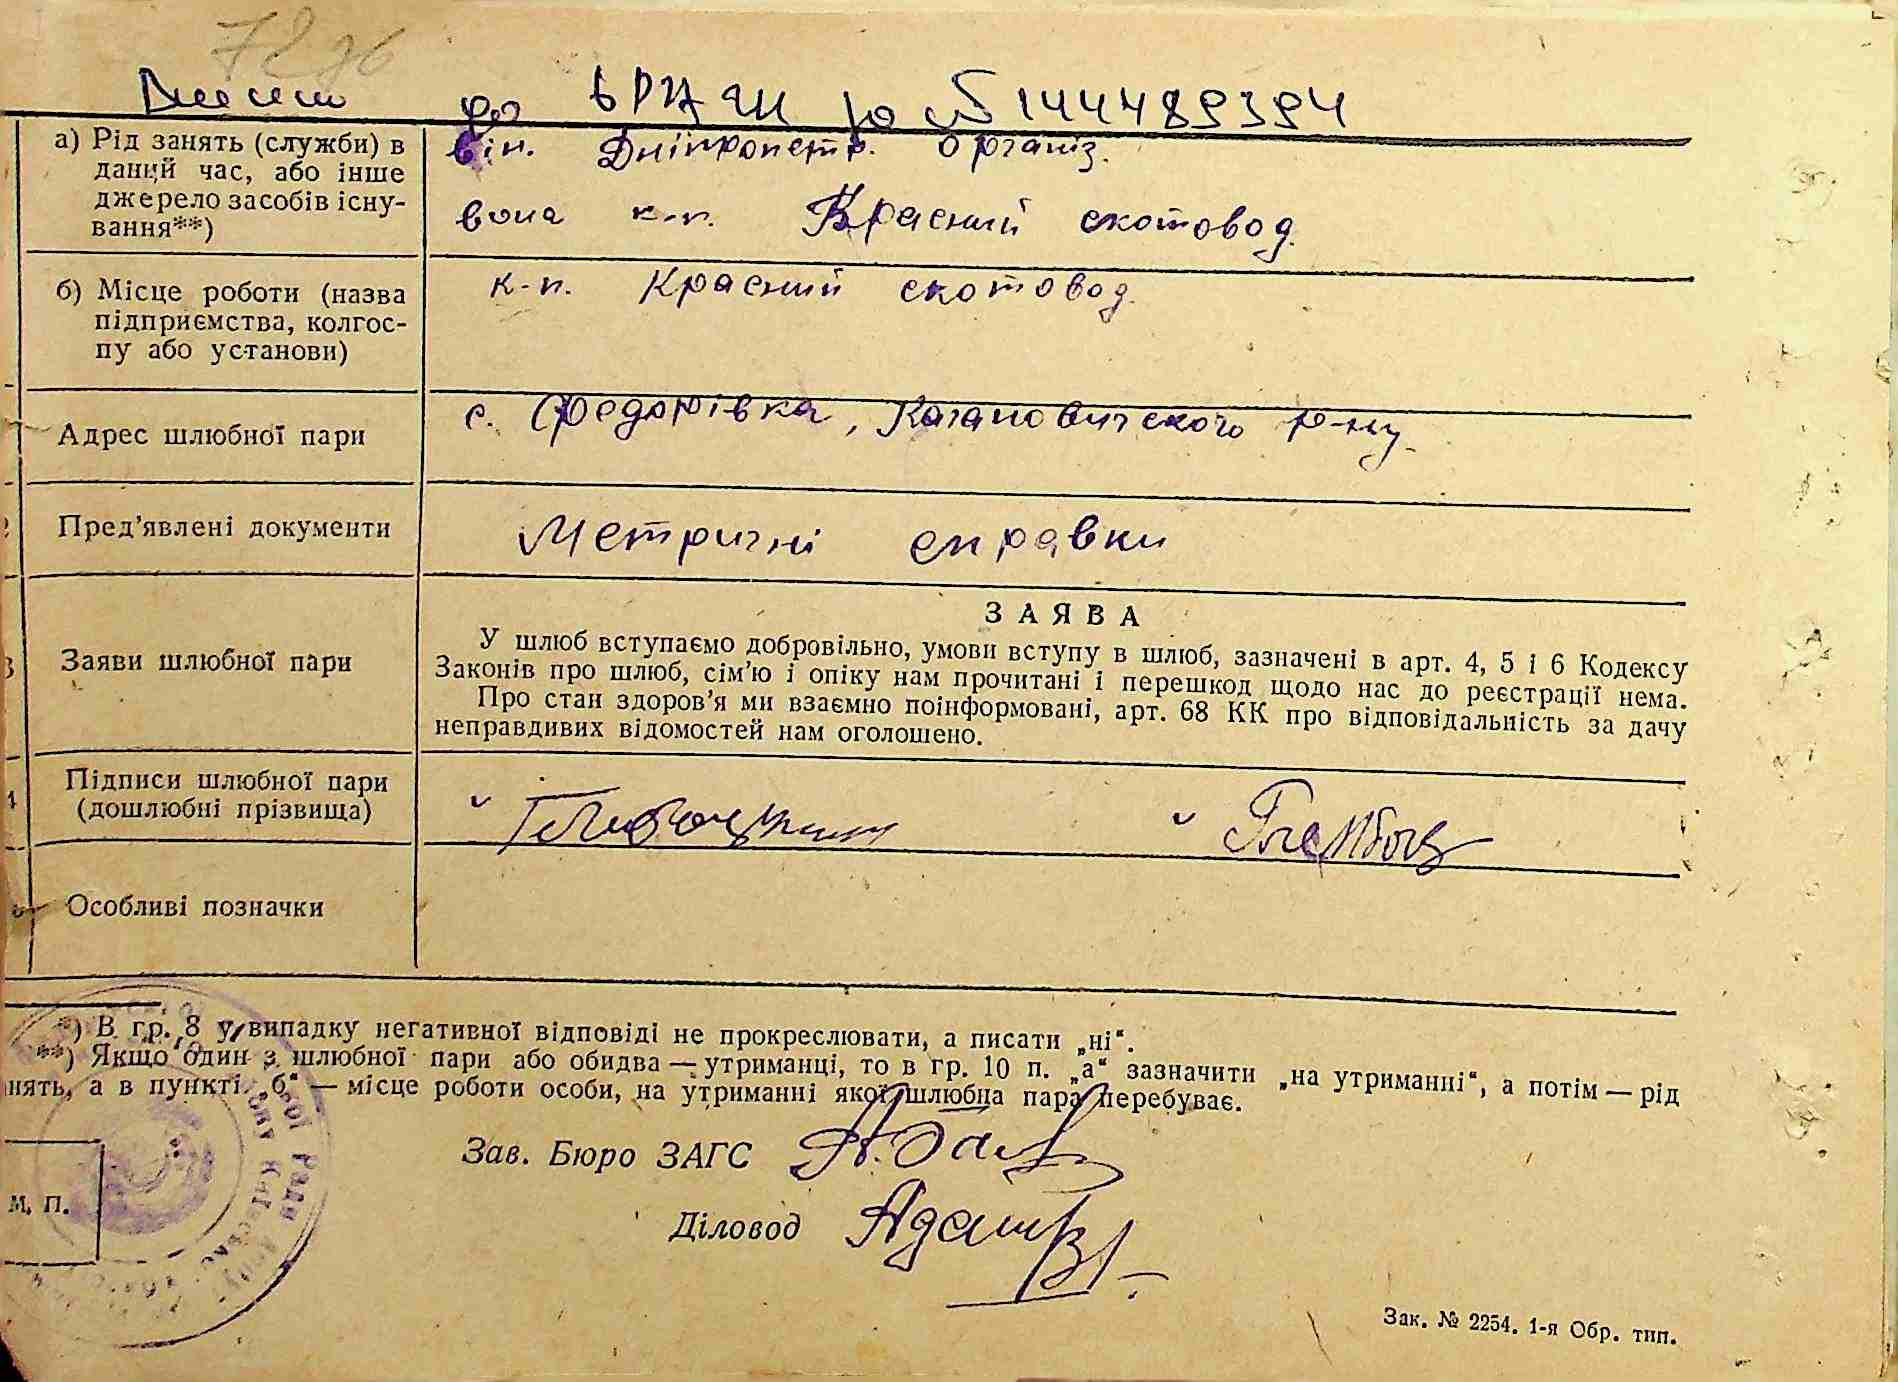 7296
Внесено до ДРАЦС за № 144489394
а) Рід занять (служби) в
даний час, або інше
джерело засобів існу-
вання**)
він. Дніпропетр. Організ.
вона к-п. Красний скотовод.
б) Місце роботи (назва
підприємства, колгос-
пу або установи)
к-п. Красний скотовод.
Адрес шлюбної пари
с. Федорівка, Кагановичского р-ну.
Пред'явлені документи
Метричні справки
Заяви шлюбної пари
ЗАЯВА
У шлюб вступаємо добровільно, умови вступу в шлюб, зазначені в арт. 4, 5 і 6 Кодексу
Законів про шлюб, сім'ю і опіку нам прочитані і перешкод щодо нас до реєстрації нема.
Про стан здоров'я ми взаємно поінформовані, арт. 68 КК про відповідальність за дачу
неправдивих відомостей нам оголошено.
Підписи шлюбної пари
(дошлюбні прізвища)
Особливі позначки
*) В гр. 8 у випадку негативної відповіді не прокреслювати, а писати „ні“.
**) Якщо один з шлюбної пари або обидва — утриманці, то в гр. 10 п. „а“ зазначити „на утриманні“, а потім — рід
нять, а в пункті „б“ — місце роботи особи, на утриманні якої шлюбна пара перебуває.
Зав. Бюро ЗАГС
М. П.
Діловод
Зак. № 2254. 1-я Обр. тип.